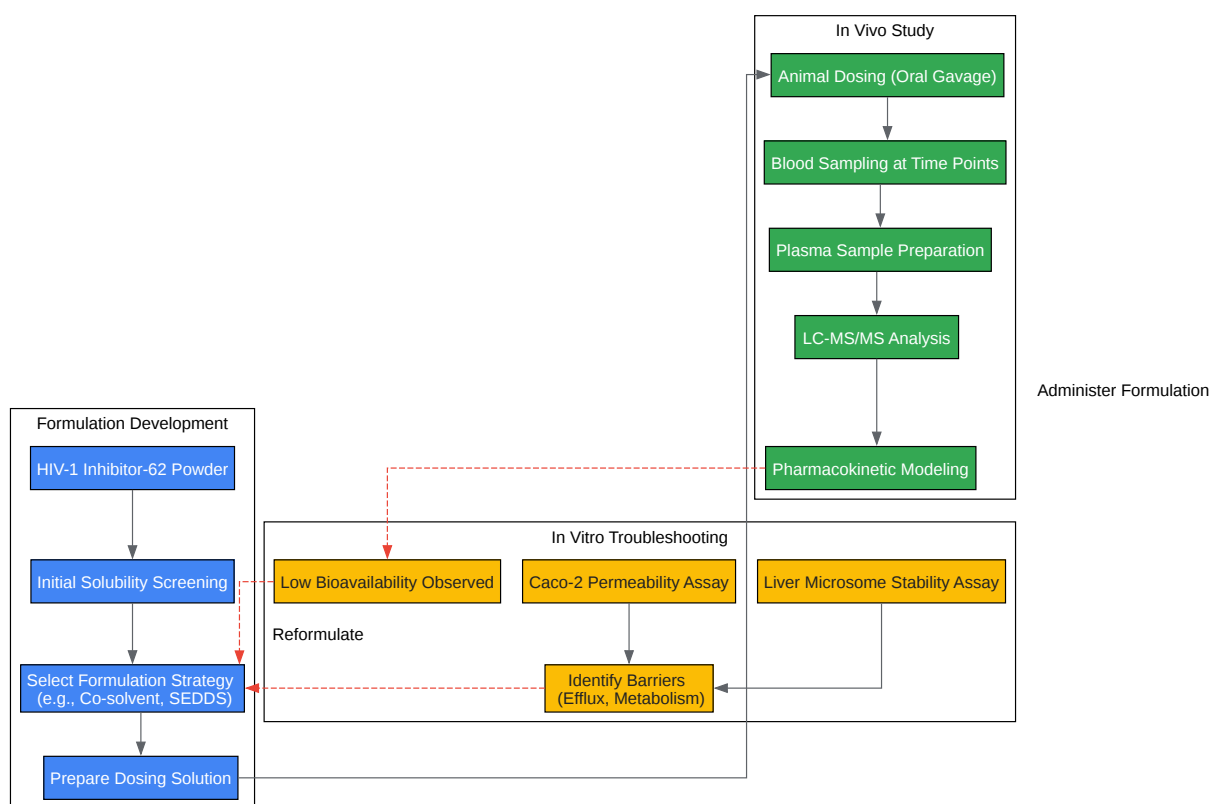 In Vivo Study
Animal Dosing (Oral Gavage)
Blood Sampling at Time Points
Plasma Sample Preparation
LC-MS/MS Analysis
Administer Formulation
Pharmacokinetic Modeling
Formulation Development
HIV-1 Inhibitor-62 Powder
Initial Solubility Screening
Select Formulation Strategy
(e.g., Co-solvent, SEDDS)
Prepare Dosing Solution
In Vitro Troubleshooting
Low Bioavailability Observed
Caco-2 Permeability Assay
Liver Microsome Stability Assay
Reformulate
Identify Barriers
(Efflux, Metabolism)